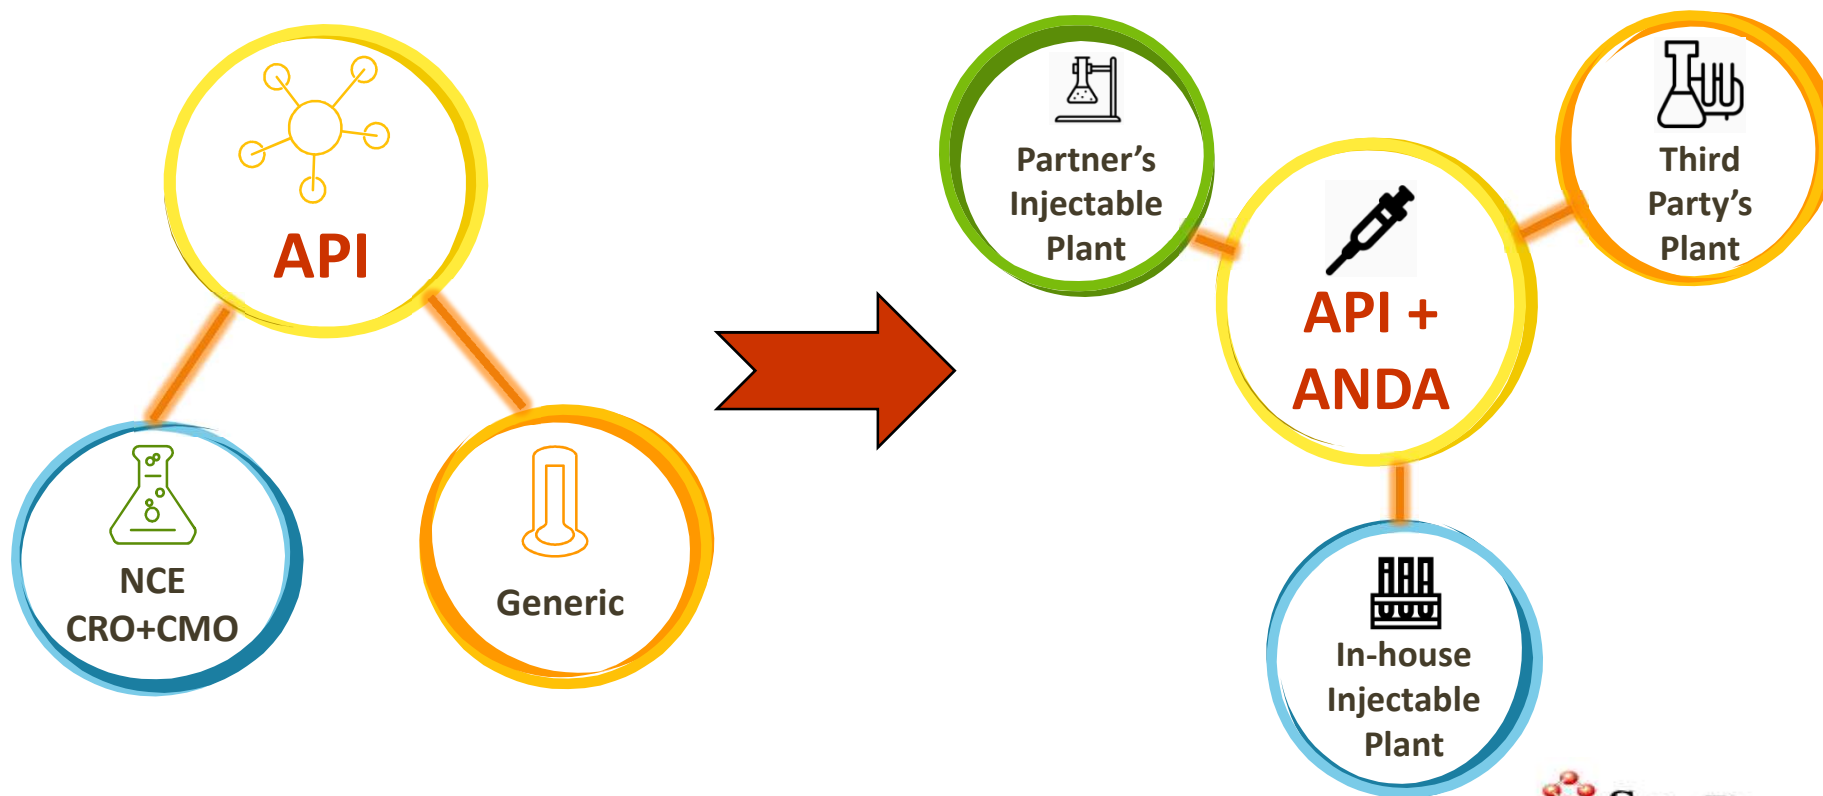 API
NCE
CRO+CMO
Generic
Partner’s
Injectable
Plant
API +
ANDA
Third
Party’s
Plant
In-house
Injectable
Plant